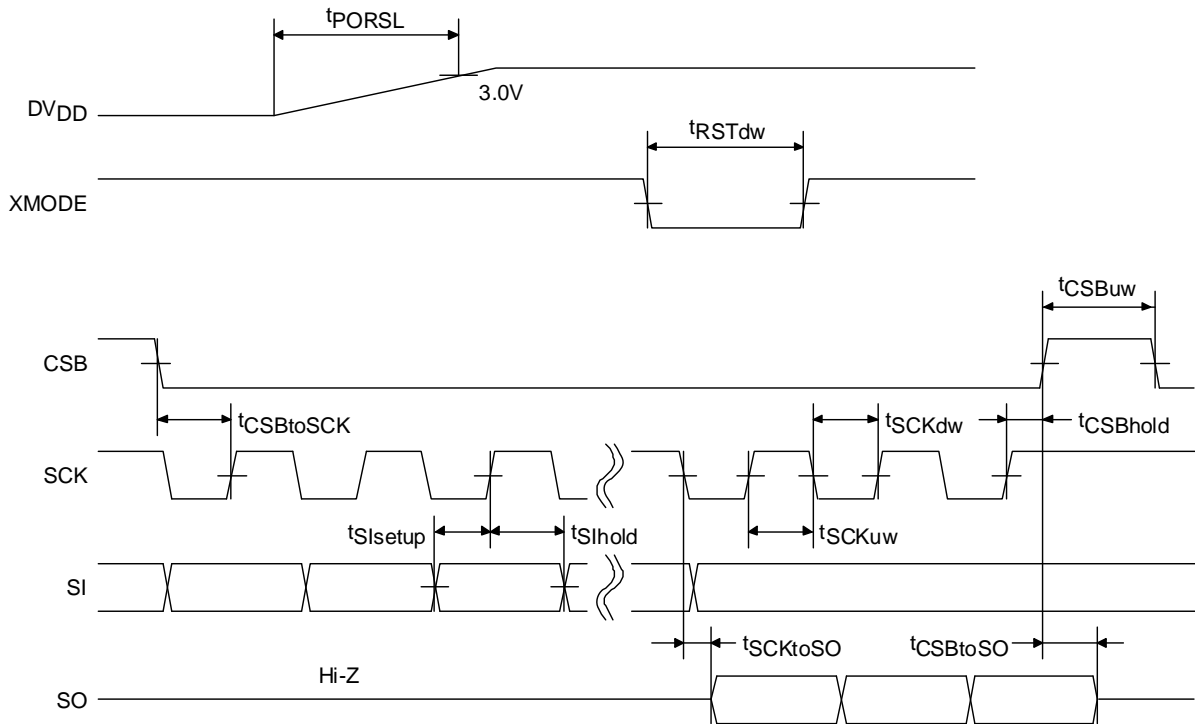 tPORSL
DVDD
3.0V
tRSTdw
XMODE
tCSBuw
CSB
tCSBtoSCK
tSCKdw
tCSBhold
SCK
tSIsetup
tSIhold
tSCKuw
SI
tSCKtoSO
tCSBtoSO
Hi-Z
SO